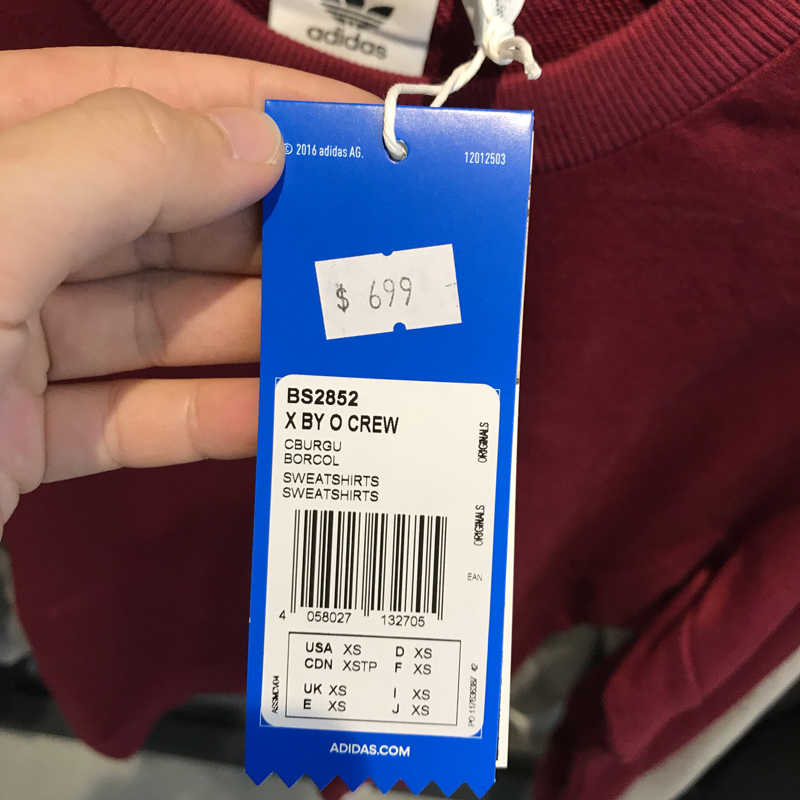 adidas
ORIGINALS
© 2016 adidas AG.
12012503
$ 699
BS2852
X BY O CREW
CBURGU
BORCOL
SWEATSHIRTS
SWEATSHIRTS
ORIGINALS
ORIGINALS
EAN
4 058027 132705
USA XS D XS
CDN XSTP F XS
UK XS I XS
E XS J XS
ADIDAS.COM